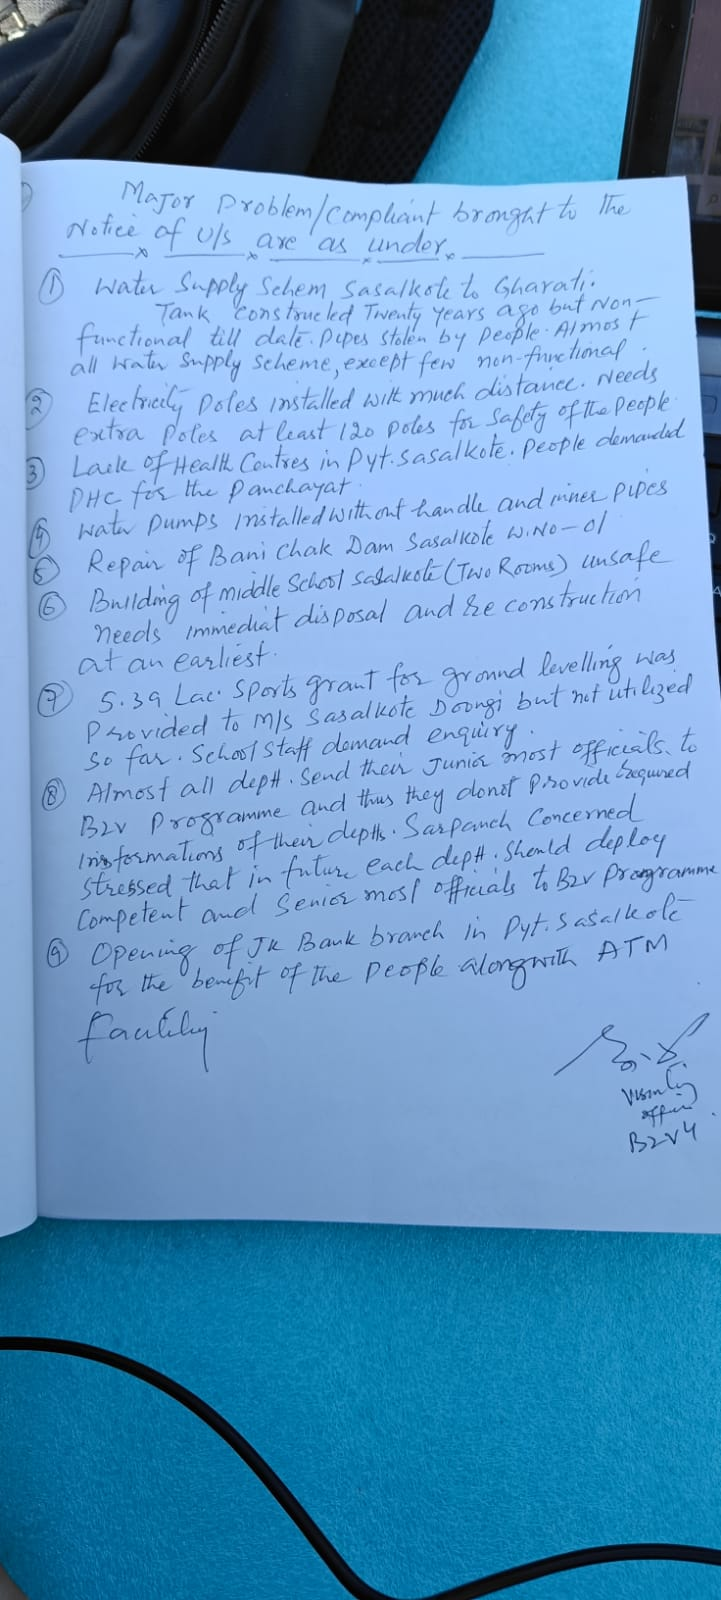 Major Problem/Compliant brought to the
Notice of U/s are as under
① Water Supply Schem Sasalkote to Gharati.
Tank constructed Twenty years ago but Non-
functional till date. Pipes stolen by people. Almost
all water supply scheme, except few non-functional.
② Electricity Poles installed with much distance. Needs
extra Poles at least 120 poles for safety of the people.
③ Lack of Health Centres in Pyt. Sasalkote. People demanded
PHC for the Panchayat.
④ Water Pumps installed without handle and inner pipes
⑤ Repair of Bani Chak Dam Sasalkote W.No-01
⑥ Building of middle School Sasalkote (Two Rooms) unsafe
needs immediat disposal and re construction
at an earliest.
⑦ 5.39 Lac. Sports grant for ground levelling was
Provided to M/s Sasalkote Doongi but not utilized
so far. School staff demand enquiry.
⑧ Almost all deptt. Send their Junior most officials to
B2V Programme and thus they donot provide required
informations of their deptts. Sarpanch Concerned
stressed that in future each deptt. should deploy
Competent and Senior most officials to B2V Programme
⑨ Opening of JK Bank branch in Pyt. Sasalkote
for the benefit of the people alongwith ATM
facility
Visiting
officer
B2V4